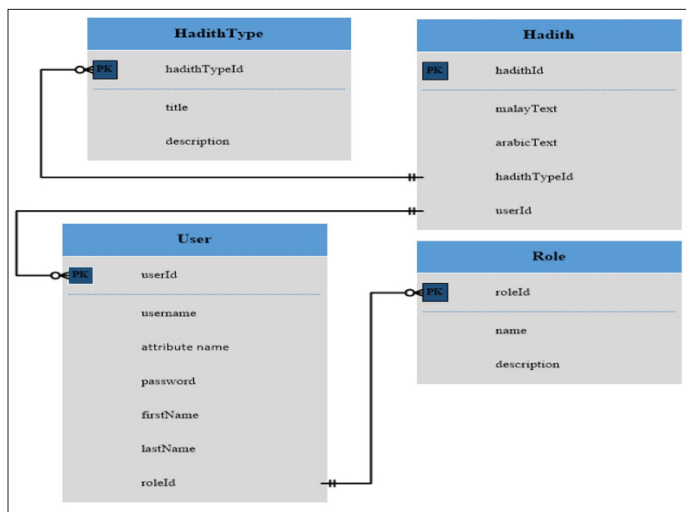 HadithType
PK hadithTypeId
title
description
Hadith
PK hadithId
malayText
arabicText
hadithTypeId
userId
User
PK userId
username
attribute name
password
firstName
lastName
roleId
Role
PK roleId
name
description